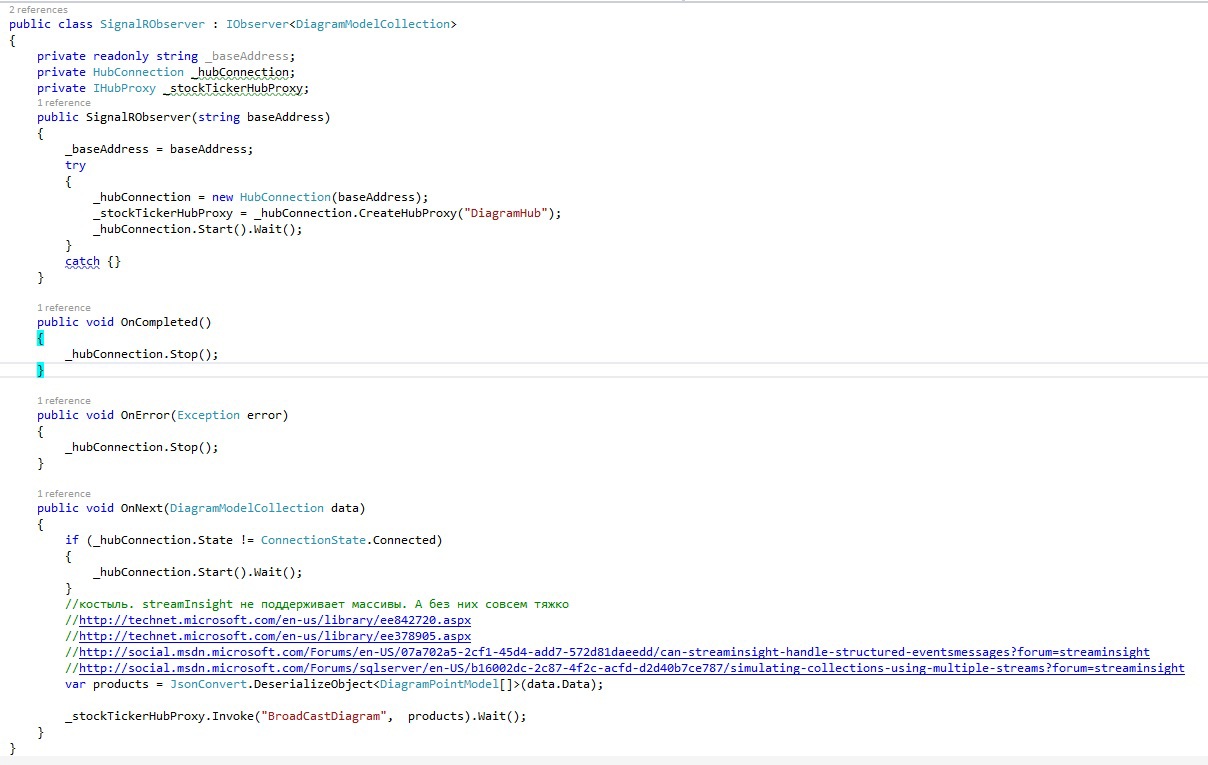 2 references
public class SignalRObserver : IObserver<DiagramModelCollection>
{
    private readonly string _baseAddress;
    private HubConnection _hubConnection;
    private IHubProxy _stockTickerHubProxy;
    1 reference
    public SignalRObserver(string baseAddress)
    {
        _baseAddress = baseAddress;
        try
        {
            _hubConnection = new HubConnection(baseAddress);
            _stockTickerHubProxy = _hubConnection.CreateHubProxy("DiagramHub");
            _hubConnection.Start().Wait();
        }
        catch {}
    }
    1 reference
    public void OnCompleted()
    {
        _hubConnection.Stop();
    }
    1 reference
    public void OnError(Exception error)
    {
        _hubConnection.Stop();
    }
    1 reference
    public void OnNext(DiagramModelCollection data)
    {
        if (_hubConnection.State != ConnectionState.Connected)
        {
            _hubConnection.Start().Wait();
        }
        //костыль. streamInsight не поддерживает массивы. А без них совсем тяжко
        //http://technet.microsoft.com/en-us/library/ee842720.aspx
        //http://technet.microsoft.com/en-us/library/ee378905.aspx
        //http://social.msdn.microsoft.com/Forums/en-US/07a702a5-2cf1-45d4-add7-572d81daeedd/can-streaminsight-handle-structured-eventsmessages?forum=streaminsight
        //http://social.msdn.microsoft.com/Forums/sqlserver/en-US/b16002dc-2c87-4f2c-acfd-d2d40b7ce787/simulating-collections-using-multiple-streams?forum=streaminsight
        var products = JsonConvert.DeserializeObject<DiagramPointModel[]>(data.Data);
        _stockTickerHubProxy.Invoke("BroadCastDiagram",  products).Wait();
    }
}